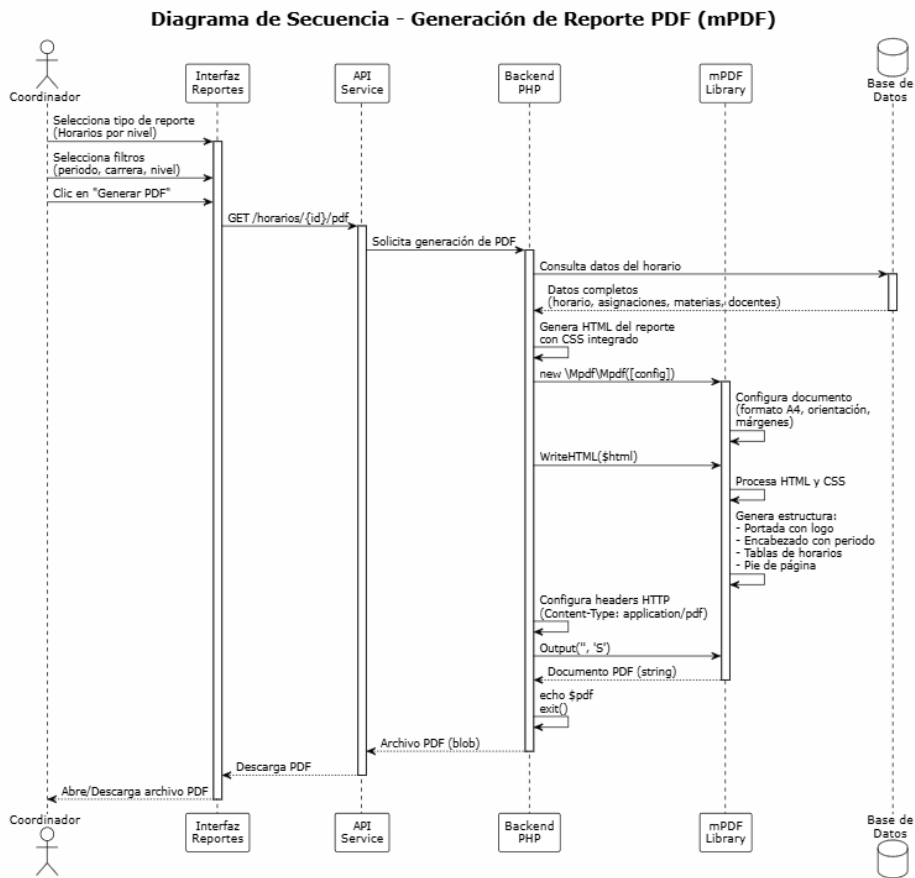 Diagrama de Secuencia - Generación de Reporte PDF (mPDF)
Coordinador
Interfaz
Reportes
API
Service
Backend
PHP
mPDF
Library
Base de
Datos
Selecciona tipo de reporte
(Horarios por nivel)
Selecciona filtros
(periodo, carrera, nivel)
Clic en "Generar PDF"
GET /horarios/{id}/pdf
Solicita generación de PDF
Consulta datos del horario
Datos completos
(horario, asignaciones, materias, docentes)
Genera HTML del reporte
con CSS integrado
new \Mpdf\Mpdf([config])
Configura documento
(formato A4, orientación,
márgenes)
WriteHTML($html)
Procesa HTML y CSS
Genera estructura:
- Portada con logo
- Encabezado con periodo
- Tablas de horarios
- Pie de página
Configura headers HTTP
(Content-Type: application/pdf)
Output('', 'S')
Documento PDF (string)
echo $pdf
exit()
Archivo PDF (blob)
Descarga PDF
Abre/Descarga archivo PDF
Coordinador
Interfaz
Reportes
API
Service
Backend
PHP
mPDF
Library
Base de
Datos